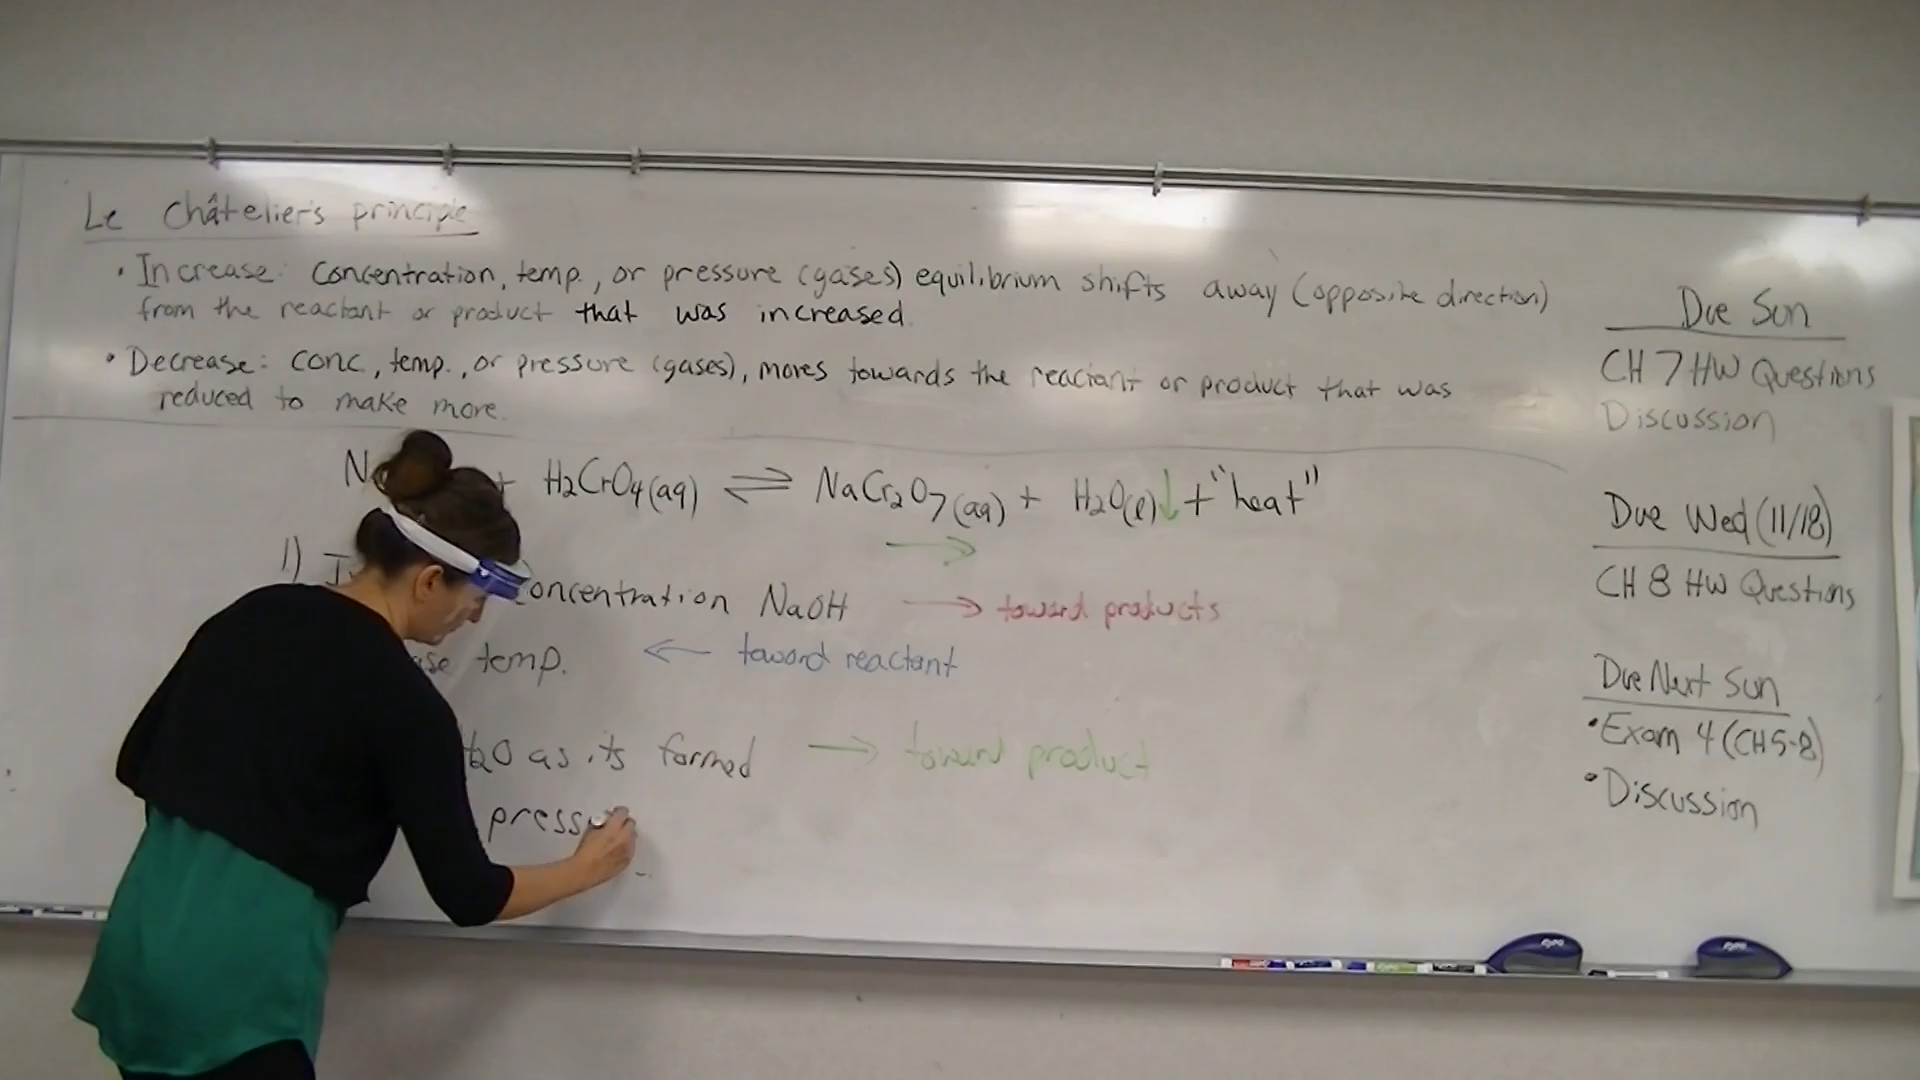 Le Châtelier's principle
• Increase: Concentration, temp., or pressure (gases) equilibrium shifts away (opposite direction)
from the reactant or product that was increased.
• Decrease: conc, temp., or pressure (gases), moves towards the reactant or product that was
reduced to make more.
+ H₂CrO₄(aq) ⇌ NaCr₂O₇(aq) + H₂O(l)↓ + "heat"
→
1.) concentration NaOH → toward products
temp. ← toward reactant
H₂O as its formed → toward product
Due Sun
CH 7 HW Questions
Discussion
Due Wed (11/18)
CH 8 HW Questions
Due Next Sun
• Exam 4 (CH 5-8)
• Discussion
expo
expo